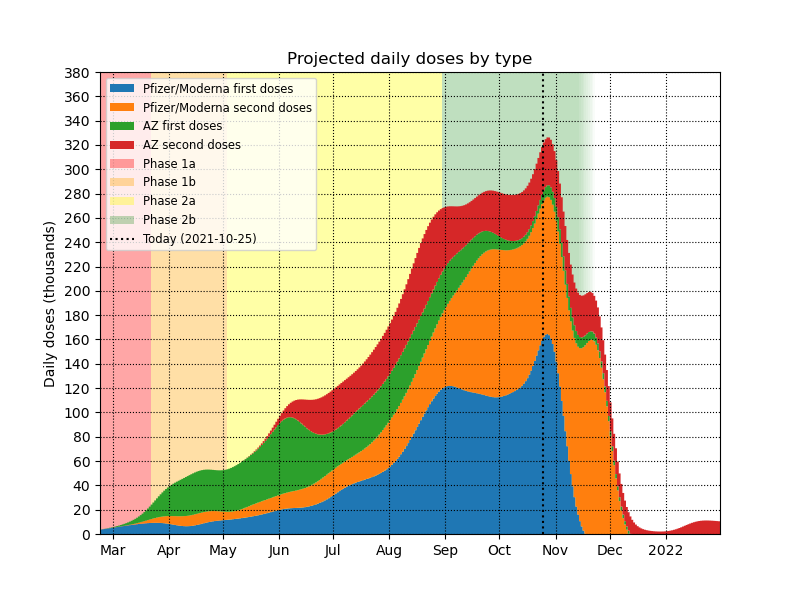 Projected daily doses by type
Daily doses (thousands)
380
360
340
320
300
280
260
240
220
200
180
160
140
120
100
80
60
40
20
0
Pfizer/Moderna first doses
Pfizer/Moderna second doses
AZ first doses
AZ second doses
Phase 1a
Phase 1b
Phase 2a
Phase 2b
Today (2021-10-25)
Mar Apr May Jun Jul Aug Sep Oct Nov Dec 2022